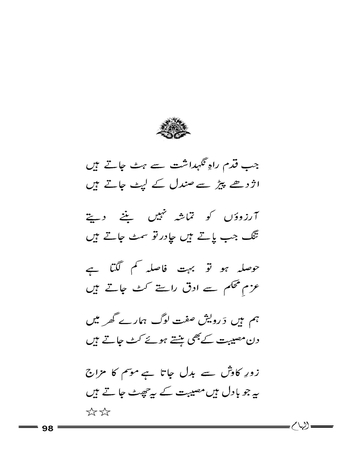 جب قدم راہِ نگہداشت سے ہٹ جاتے ہیں
اژدھے پیڑ سے صندل کے لپٹ جاتے ہیں
آرزوؤں کو تماشہ نہیں بننے دیتے
تنگ جب پاتے ہیں چادر تو سمٹ جاتے ہیں
حوصلہ ہو تو بہت فاصلہ کم لگتا ہے
عزمِ محکم سے ادق راستے کٹ جاتے ہیں
ہم ہیں دَرویش صفت لوگ ہمارے گھر میں
دن مصیبت کے بھی ہنستے ہوئے کٹ جاتے ہیں
زورِ کاوش سے بدل جاتا ہے موسم کا مزاج
یہ جو بادل ہیں مصیبت کے یہ چھٹ جاتے ہیں
☆☆
98